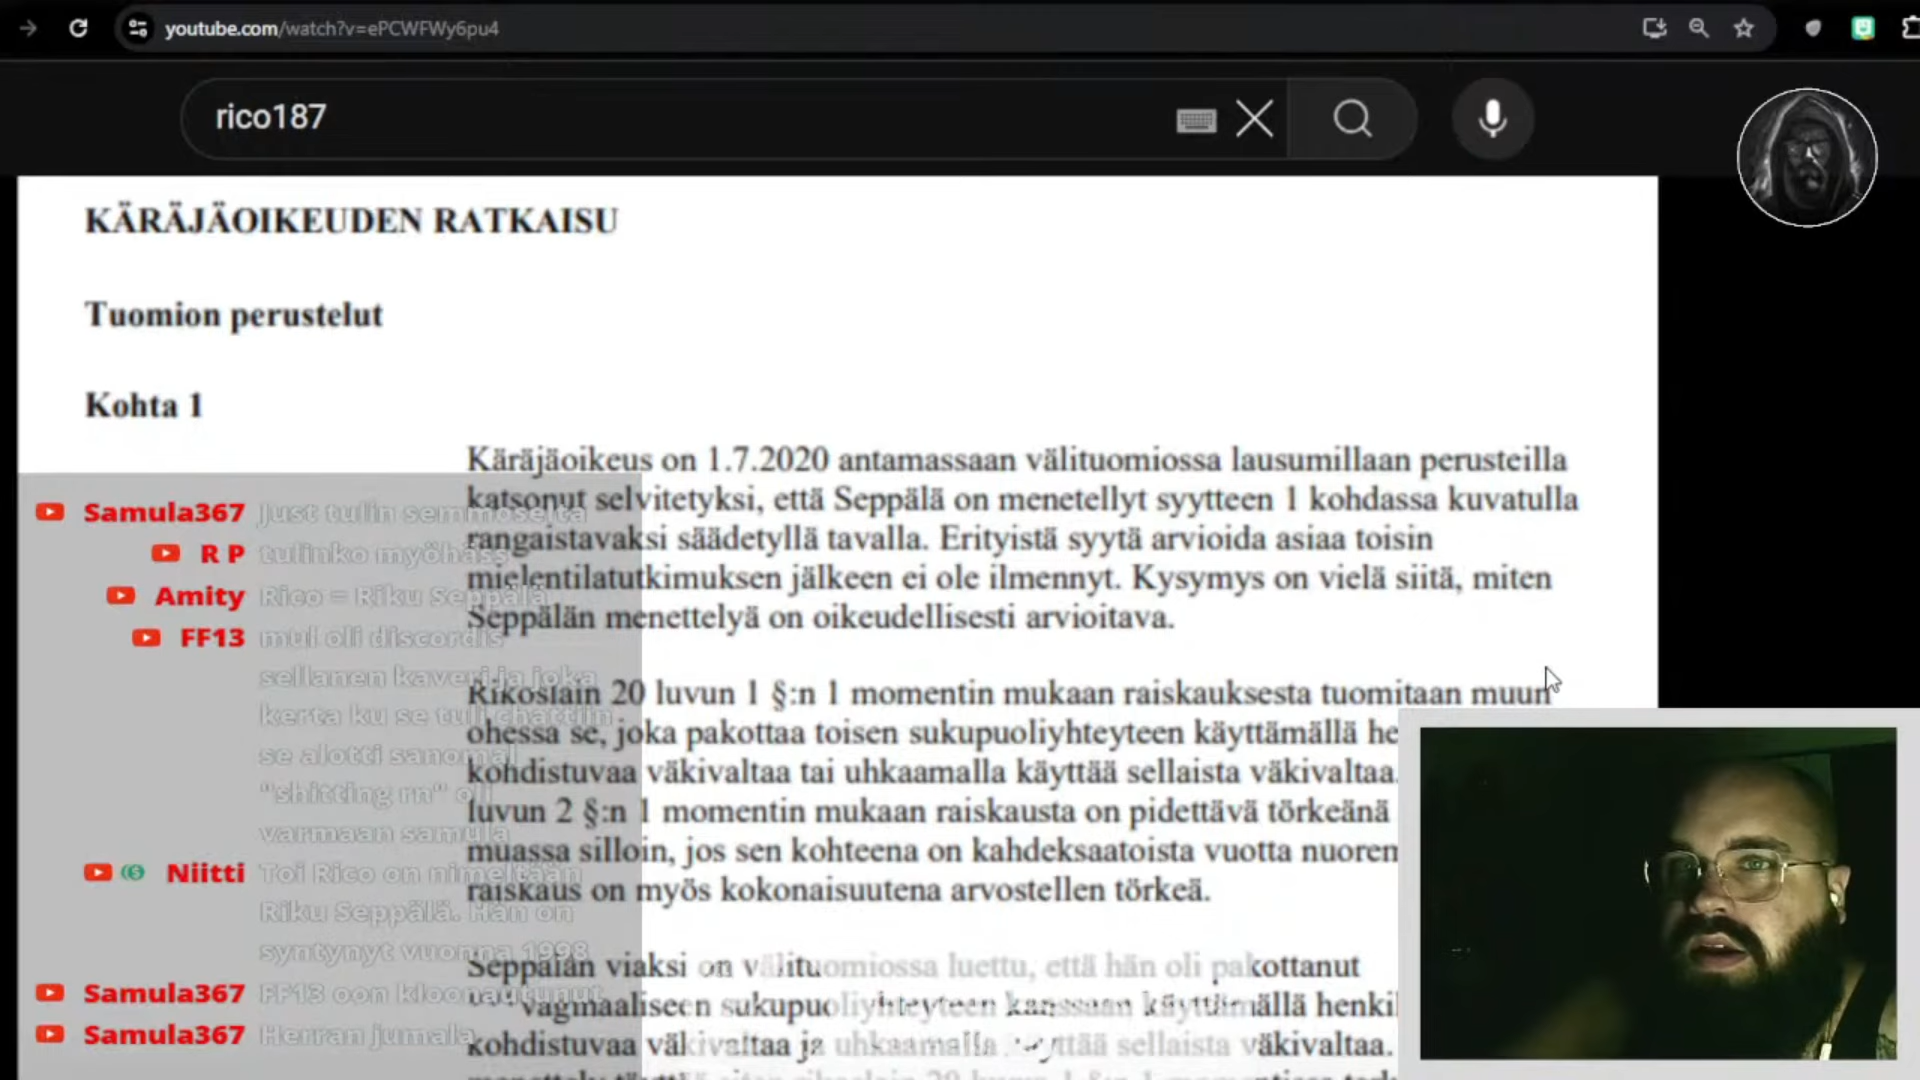 youtube.com/watch?v=ePCWFWy6pu4
rico187
KÄRÄJÄOIKEUDEN RATKAISU
Tuomion perustelut
Kohta 1
Käräjäoikeus on 1.7.2020 antamassaan välituomiossa lausumillaan perusteilla
katsonut selvitetyksi, että Seppälä on menetellyt syytteen 1 kohdassa kuvatulla
rangaistavaksi säädetyllä tavalla. Erityistä syytä arvioida asiaa toisin
mielentilatutkimuksen jälkeen ei ole ilmennyt. Kysymys on vielä siitä, miten
Seppälän menettelyä on oikeudellisesti arvioitava.
Rikoslain 20 luvun 1 §:n 1 momentin mukaan raiskauksesta tuomitaan muun
ohessa se, joka pakottaa toisen sukupuoliyhteyteen käyttämällä he
kohdistuvaa väkivaltaa tai uhkaamalla käyttää sellaista väkivaltaa.
luvun 2 §:n 1 momentin mukaan raiskausta on pidettävä törkeänä
muassa silloin, jos sen kohteena on kahdeksaatoista vuotta nuorem
raiskaus on myös kokonaisuutena arvostellen törkeä.
Seppälän viaksi on välituomiossa luettu, että hän oli pakottanut
vagmaaliseen sukupuoliyhteyteen kanssaan käyttämällä henkil
kohdistuvaa väkivaltaa ja uhkaamalla käyttää sellaista väkivaltaa.
Samula367 Just tulin semmoselta
R P tulinko myöhäss
Amity Rico = Riku Seppälä
FF13 mul oli discordis
sellanen kaveri ja joka
kerta ku se tuli chattiin
se alotti sanomal
"shitting rn" oli
varmaan samula
Niitti Toi Rico on nimeltään
Riku Seppälä. Hän on
syntynyt vuonna 1998
Samula367 FF13 oon kloonautunut
Samula367 Herran jumala